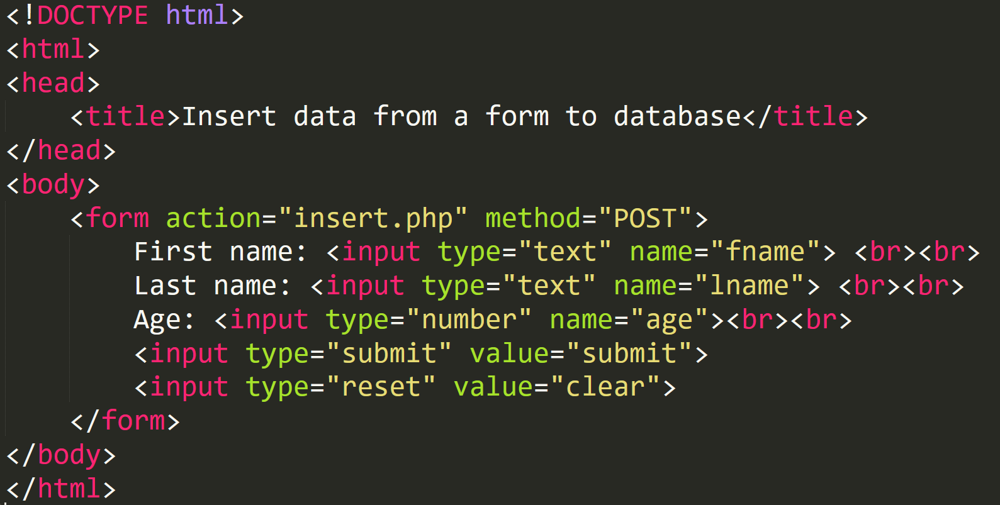 <!DOCTYPE html>
<html>
<head>
    <title>Insert data from a form to database</title>
</head>
<body>
    <form action="insert.php" method="POST">
        First name: <input type="text" name="fname"> <br><br>
        Last name: <input type="text" name="lname"> <br><br>
        Age: <input type="number" name="age"><br><br>
        <input type="submit" value="submit">
        <input type="reset" value="clear">
    </form>
</body>
</html>